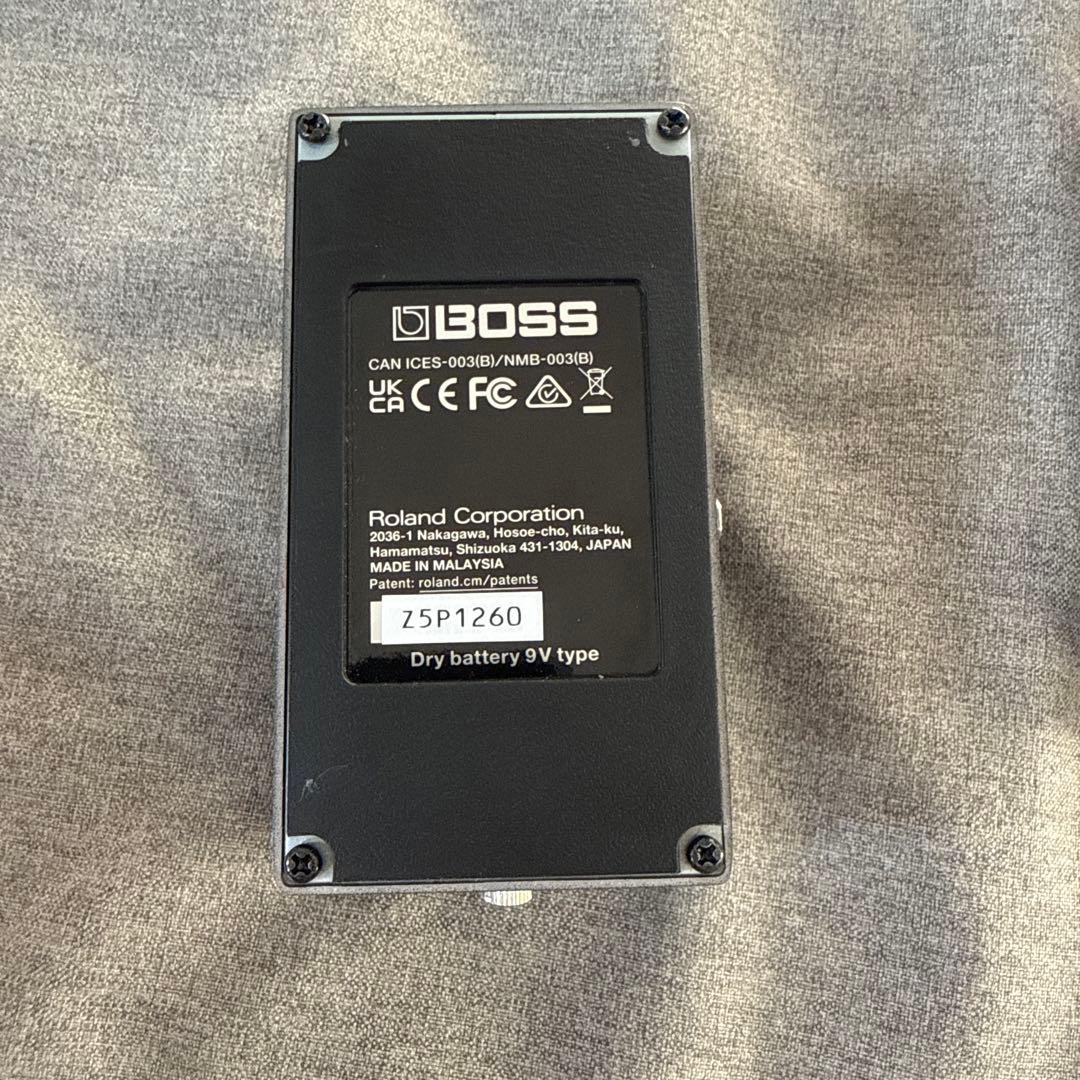 BOSS
CAN ICES-003(B)/NMB-003(B)
UK
CA CE FC
Roland Corporation
2036-1 Nakagawa, Hosoe-cho, Kita-ku,
Hamamatsu, Shizuoka 431-1304, JAPAN
MADE IN MALAYSIA
Patent: roland.cm/patents
Z5P1260
Dry battery 9V type